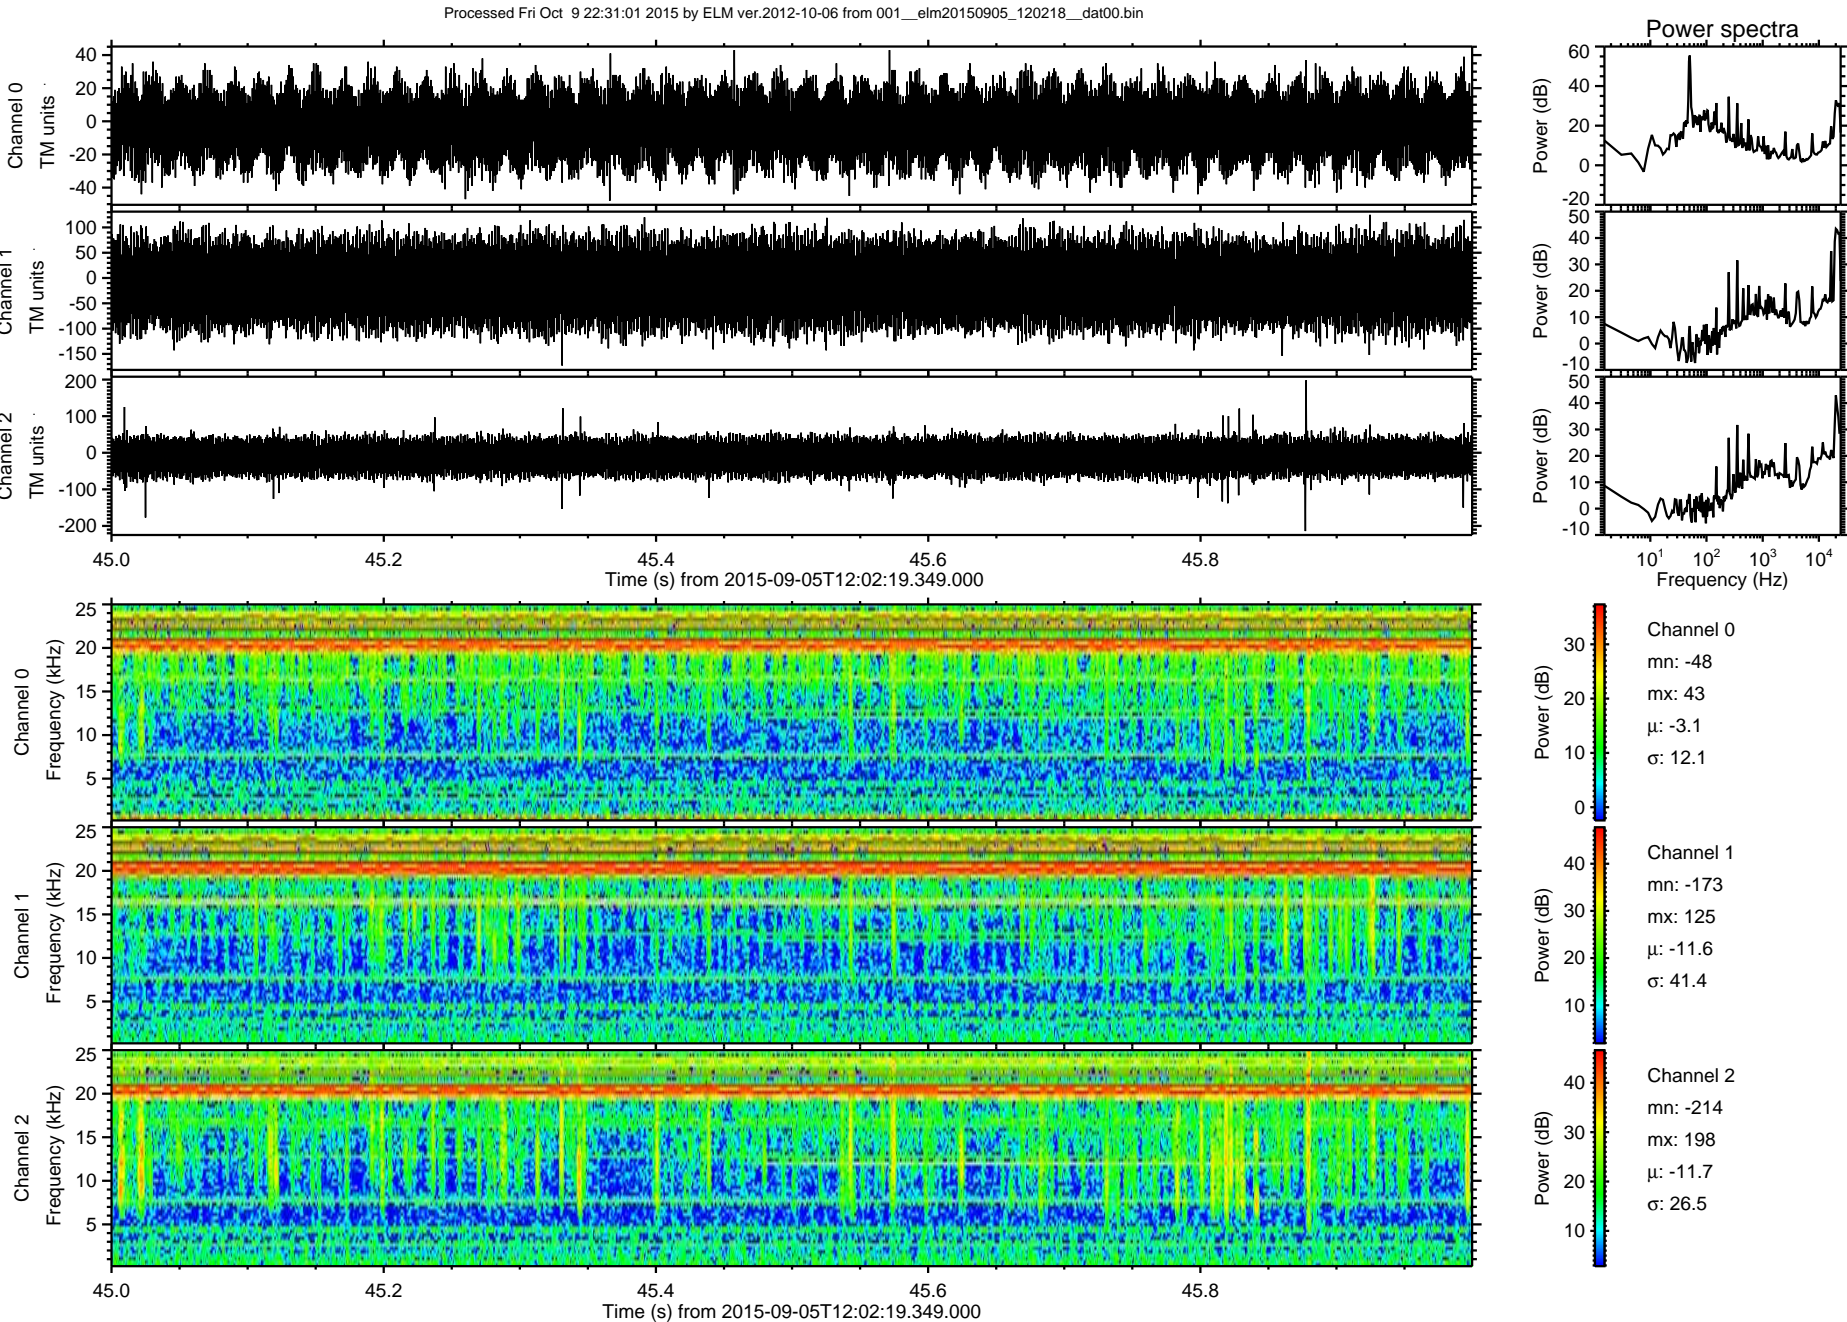 Processed Fri Oct 9 22:31:01 2015 by ELM ver.2012-10-06 from 001__elm20150905_120218__dat00.bin
Power spectra
Channel 0
TM units
40
20
0
-20
-40
Power (dB)
60
40
20
0
-20
Channel 1
TM units
100
50
0
-50
-100
-150
Power (dB)
50
40
30
20
10
0
-10
Channel 2
TM units
200
100
0
-100
-200
Power (dB)
50
40
30
20
10
0
-10
45.0 45.2 45.4 45.6 45.8
Time (s) from 2015-09-05T12:02:19.349.000
10^1 10^2 10^3 10^4
Frequency (Hz)
Channel 0
Frequency (kHz)
25
20
15
10
5
Power (dB)
30
20
10
0
Channel 0
mn: -48
mx: 43
μ: -3.1
σ: 12.1
Channel 1
Frequency (kHz)
25
20
15
10
5
Power (dB)
40
30
20
10
Channel 1
mn: -173
mx: 125
μ: -11.6
σ: 41.4
Channel 2
Frequency (kHz)
25
20
15
10
5
Power (dB)
40
30
20
10
Channel 2
mn: -214
mx: 198
μ: -11.7
σ: 26.5
45.0 45.2 45.4 45.6 45.8
Time (s) from 2015-09-05T12:02:19.349.000